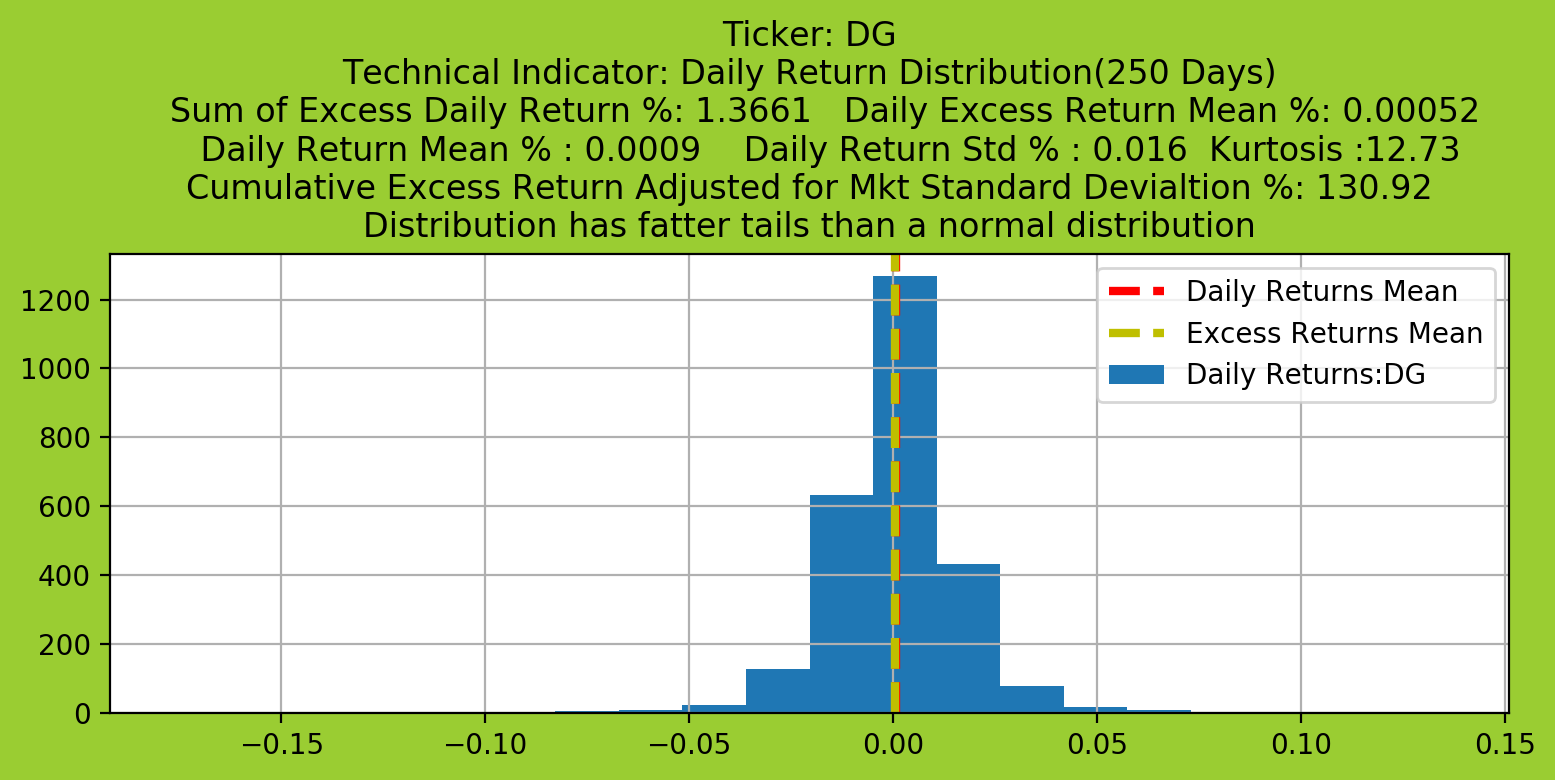 Ticker: DG
Technical Indicator: Daily Return Distribution(250 Days)
Sum of Excess Daily Return %: 1.3661   Daily Excess Return Mean %: 0.00052
Daily Return Mean % : 0.0009    Daily Return Std % : 0.016  Kurtosis :12.73
Cumulative Excess Return Adjusted for Mkt Standard Devialtion %: 130.92
Distribution has fatter tails than a normal distribution
Daily Returns Mean
Excess Returns Mean
Daily Returns:DG
1200
1000
800
600
400
200
0
−0.15 −0.10 −0.05 0.00 0.05 0.10 0.15